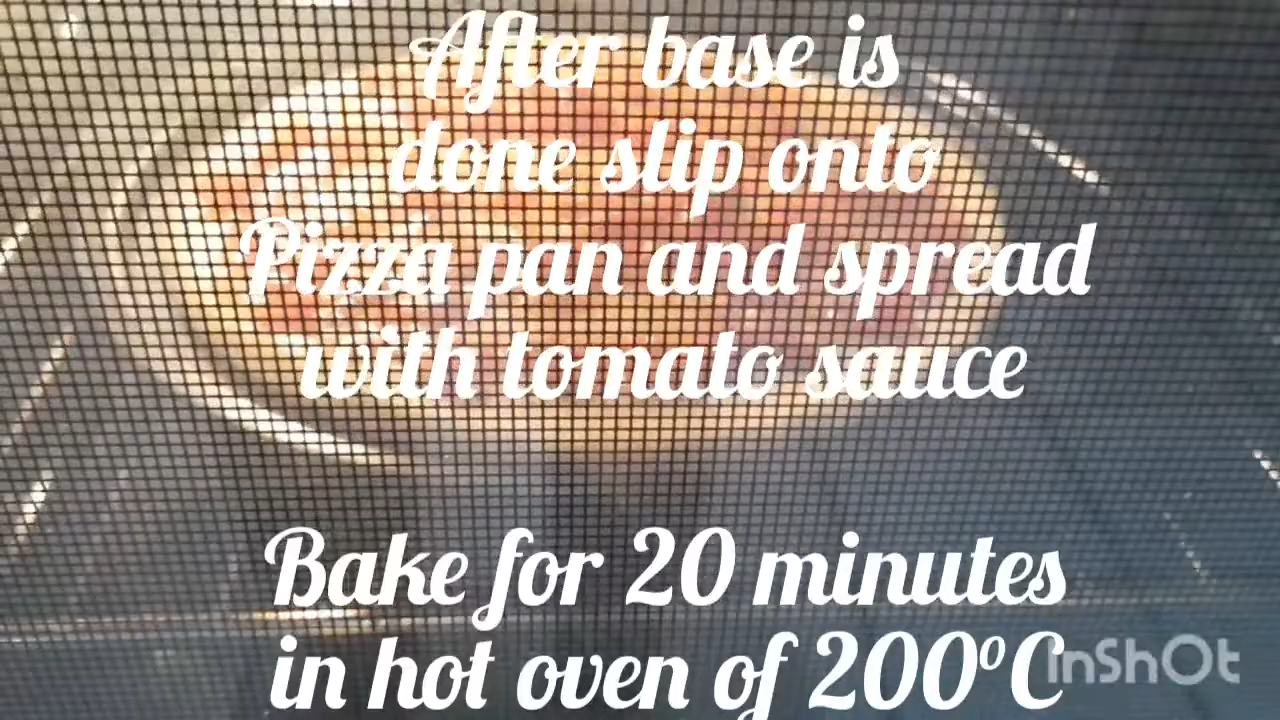 After base is
done slip onto
Pizza pan and spread
with tomato sauce
Bake for 20 minutes
in hot oven of 200ºC
InShOt